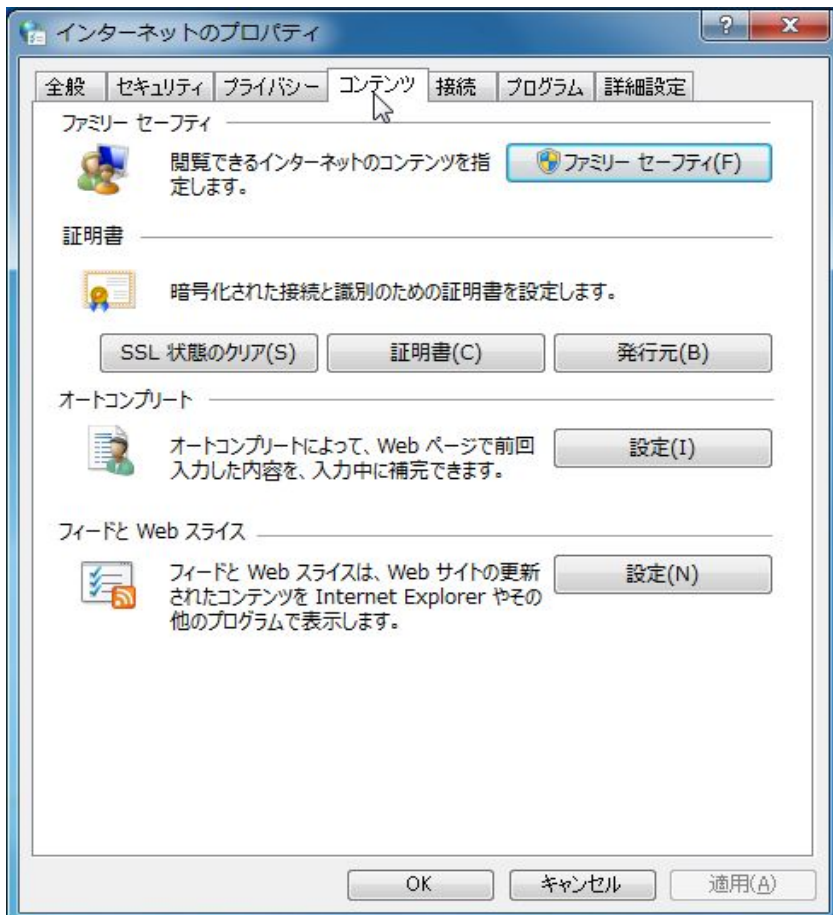 インターネットのプロパティ
?
X
全般 セキュリティ プライバシー コンテンツ 接続 プログラム 詳細設定
ファミリー セーフティ
閲覧できるインターネットのコンテンツを指
定します。
ファミリー セーフティ(F)
証明書
暗号化された接続と識別のための証明書を設定します。
SSL 状態のクリア(S) 証明書(C) 発行元(B)
オートコンプリート
オートコンプリートによって、Web ページで前回
入力した内容を、入力中に補完できます。
設定(I)
フィードと Web スライス
フィードと Web スライスは、Web サイトの更新
されたコンテンツを Internet Explorer やその
他のプログラムで表示します。
設定(N)
OK キャンセル 適用(A)